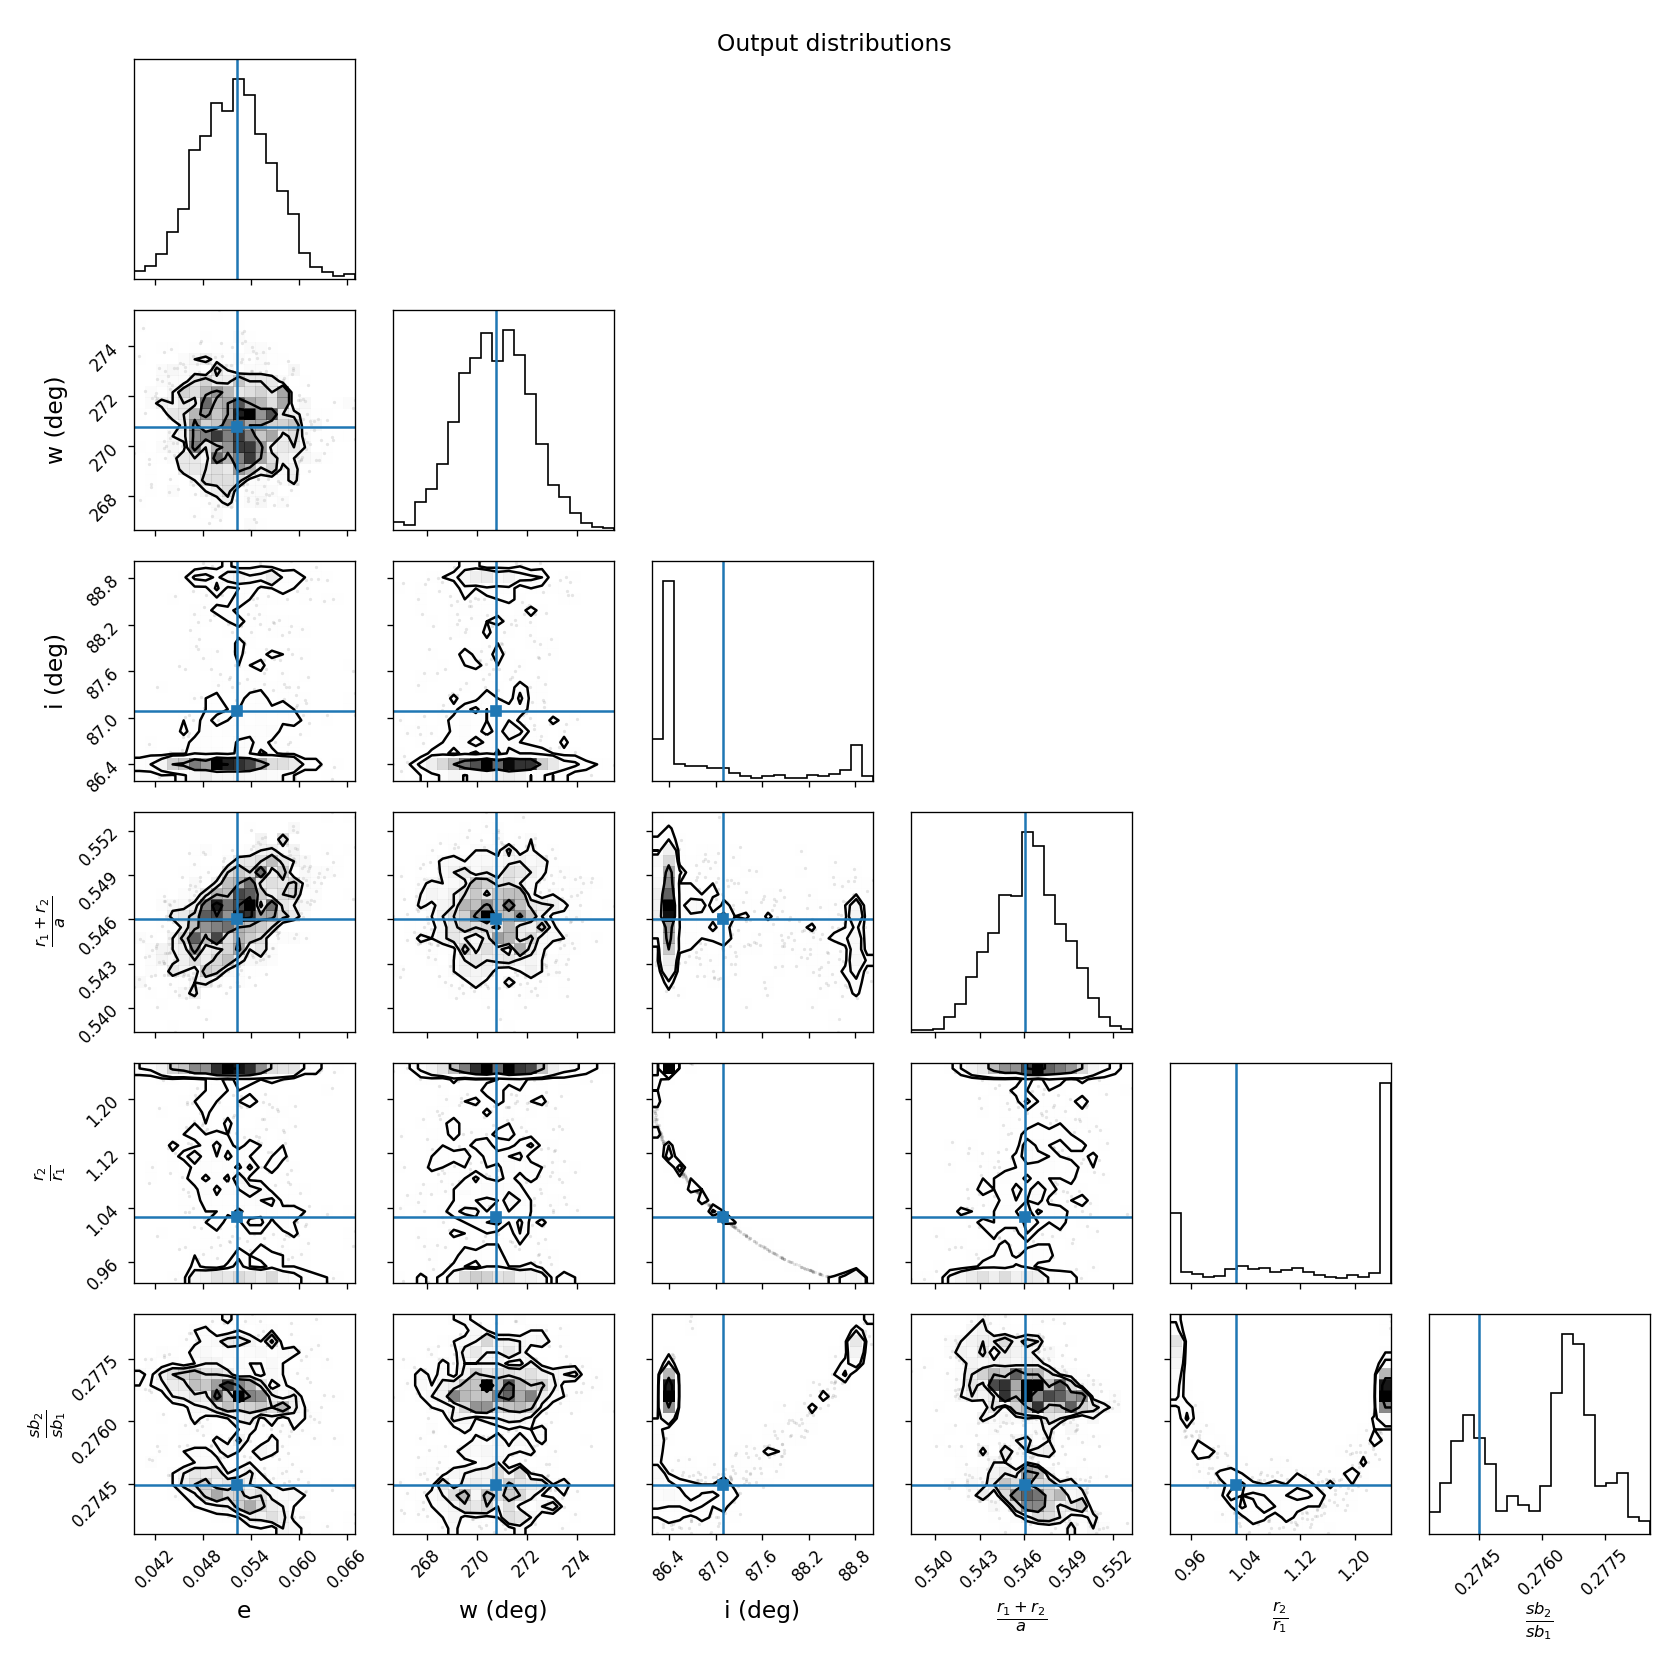 Output distributions
274
272
270
268
w (deg)
88.8
88.2
87.6
87.0
86.4
i (deg)
0.552
0.549
0.546
0.543
0.540
r₁ + r₂
a
1.20
1.12
1.04
0.96
r₂
r₁
0.2775
0.2760
0.2745
sb₂
sb₁
0.042 0.048 0.054 0.060 0.066 268 270 272 274 86.4 87.0 87.6 88.2 88.8 0.540 0.543 0.546 0.549 0.552 0.96 1.04 1.12 1.20 0.2745 0.2760 0.2775
e w (deg) i (deg) r₁ + r₂ r₂ sb₂
a r₁ sb₁